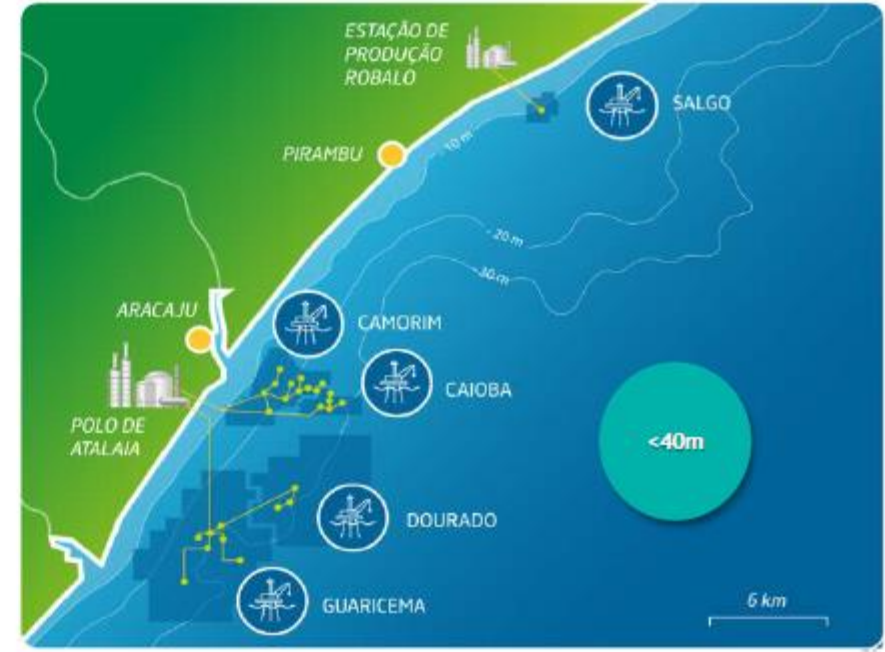 ESTAÇÃO DE
PRODUÇÃO
ROBALO
SALGO
PIRAMBU
- 10 m -
- 20 m
- 30 m
ARACAJU
CAMORIM
CAIOBA
POLO DE
ATALAIA
<40m
DOURADO
GUARICEMA
6 km